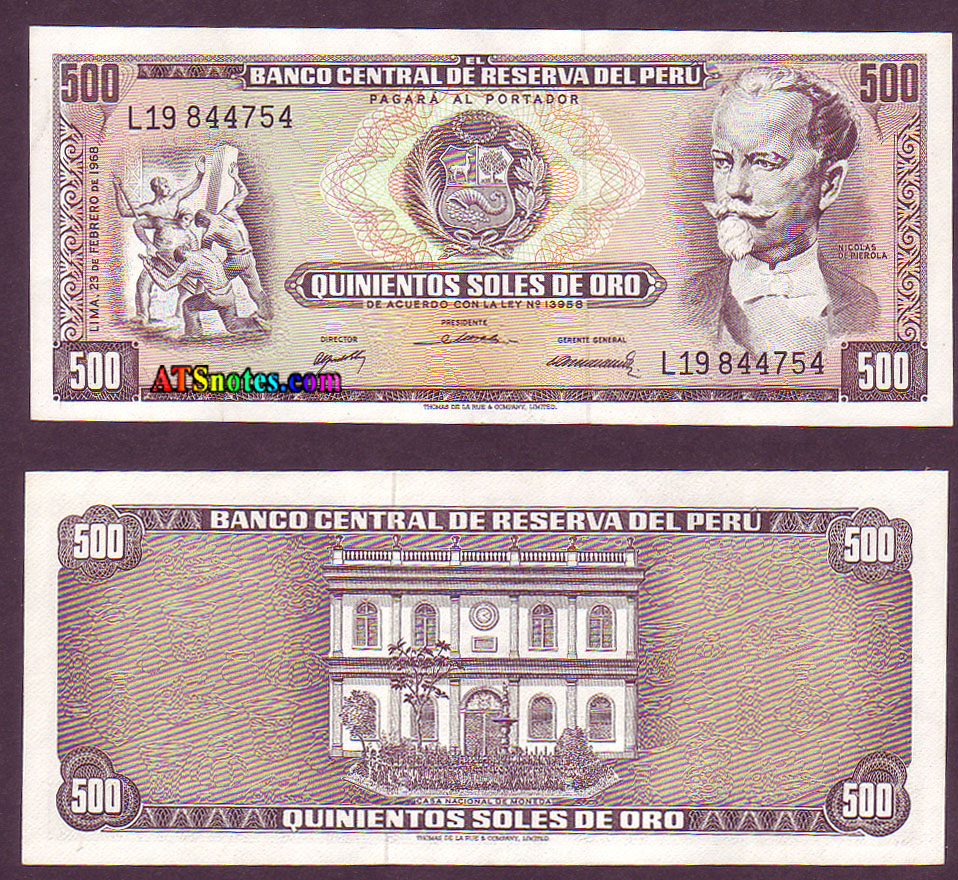 EL
BANCO CENTRAL DE RESERVA DEL PERÚ
500
500
PAGARÁ AL PORTADOR
L19 844754
LIMA, 23 DE FEBRERO DE 1968
NICOLAS
DE PIEROLA
QUINIENTOS SOLES DE ORO
DE ACUERDO CON LA LEY Nº 13958
PRESIDENTE
DIRECTOR
GERENTE GENERAL
L19 844754
500
500
ATSnotes.com
THOMAS DE LA RUE & COMPANY, LIMITED.
BANCO CENTRAL DE RESERVA DEL PERÚ
500
500
CASA NACIONAL DE MONEDA
500
500
QUINIENTOS SOLES DE ORO
THOMAS DE LA RUE & COMPANY, LIMITED.